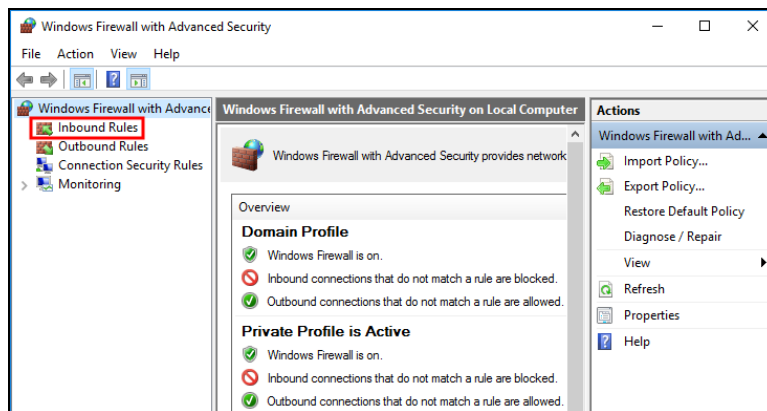 Windows Firewall with Advanced Security
File Action View Help
Windows Firewall with Advance
Inbound Rules
Outbound Rules
Connection Security Rules
Monitoring
Windows Firewall with Advanced Security on Local Computer
Windows Firewall with Advanced Security provides network
Overview
Domain Profile
Windows Firewall is on.
Inbound connections that do not match a rule are blocked.
Outbound connections that do not match a rule are allowed.
Private Profile is Active
Windows Firewall is on.
Inbound connections that do not match a rule are blocked.
Outbound connections that do not match a rule are allowed.
Actions
Windows Firewall with Ad...
Import Policy...
Export Policy...
Restore Default Policy
Diagnose / Repair
View
Refresh
Properties
Help